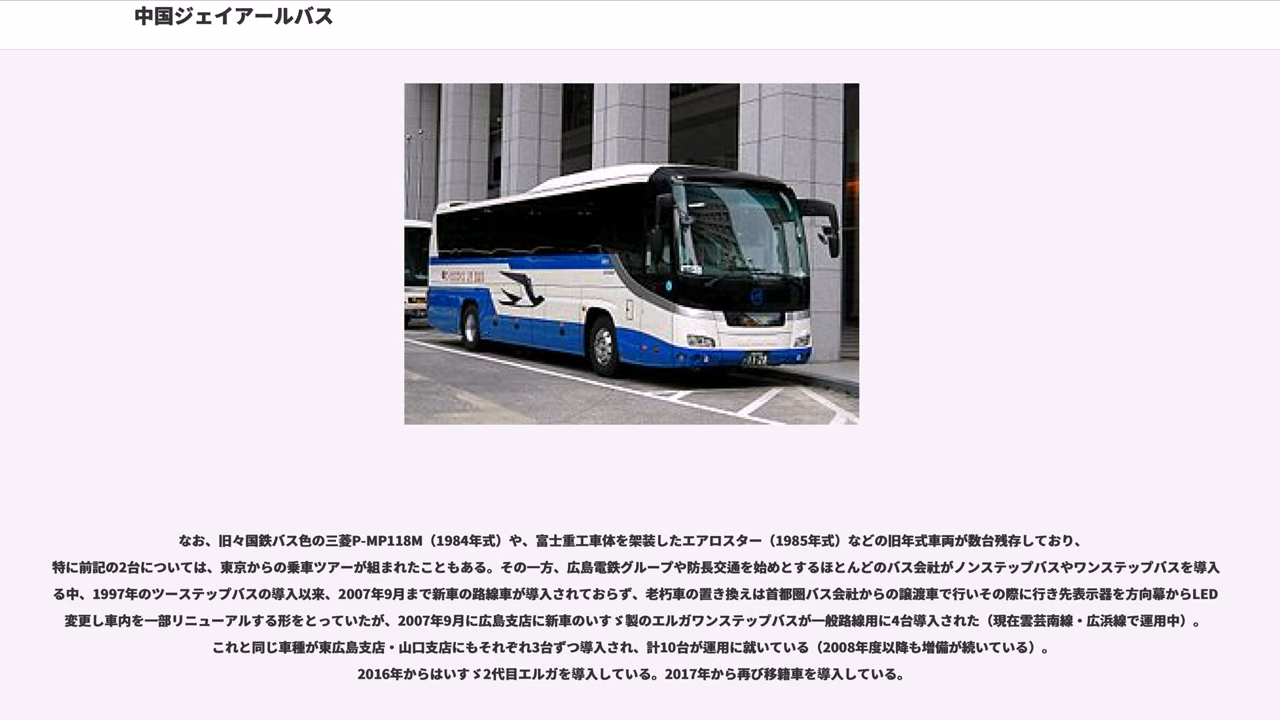 中国ジェイアールバス
なお、旧々国鉄バス色の三菱P-MP118M（1984年式）や、富士重工車体を架装したエアロスター（1985年式）などの旧年式車両が数台残存しており、
特に前記の2台については、東京からの乗車ツアーが組まれたこともある。その一方、広島電鉄グループや防長交通を始めとするほとんどのバス会社がノンステップバスやワンステップバスを導入
る中、1997年のツーステップバスの導入以来、2007年9月まで新車の路線車が導入されておらず、老朽車の置き換えは首都圏バス会社からの譲渡車で行いその際に行き先表示器を方向幕からLED
変更し車内を一部リニューアルする形をとっていたが、2007年9月に広島支店に新車のいすゞ製のエルガワンステップバスが一般路線用に4台導入された（現在雲芸南線・広浜線で運用中）。
これと同じ車種が東広島支店・山口支店にもそれぞれ3台ずつ導入され、計10台が運用に就いている（2008年度以降も増備が続いている）。
2016年からはいすゞ2代目エルガを導入している。2017年から再び移籍車を導入している。